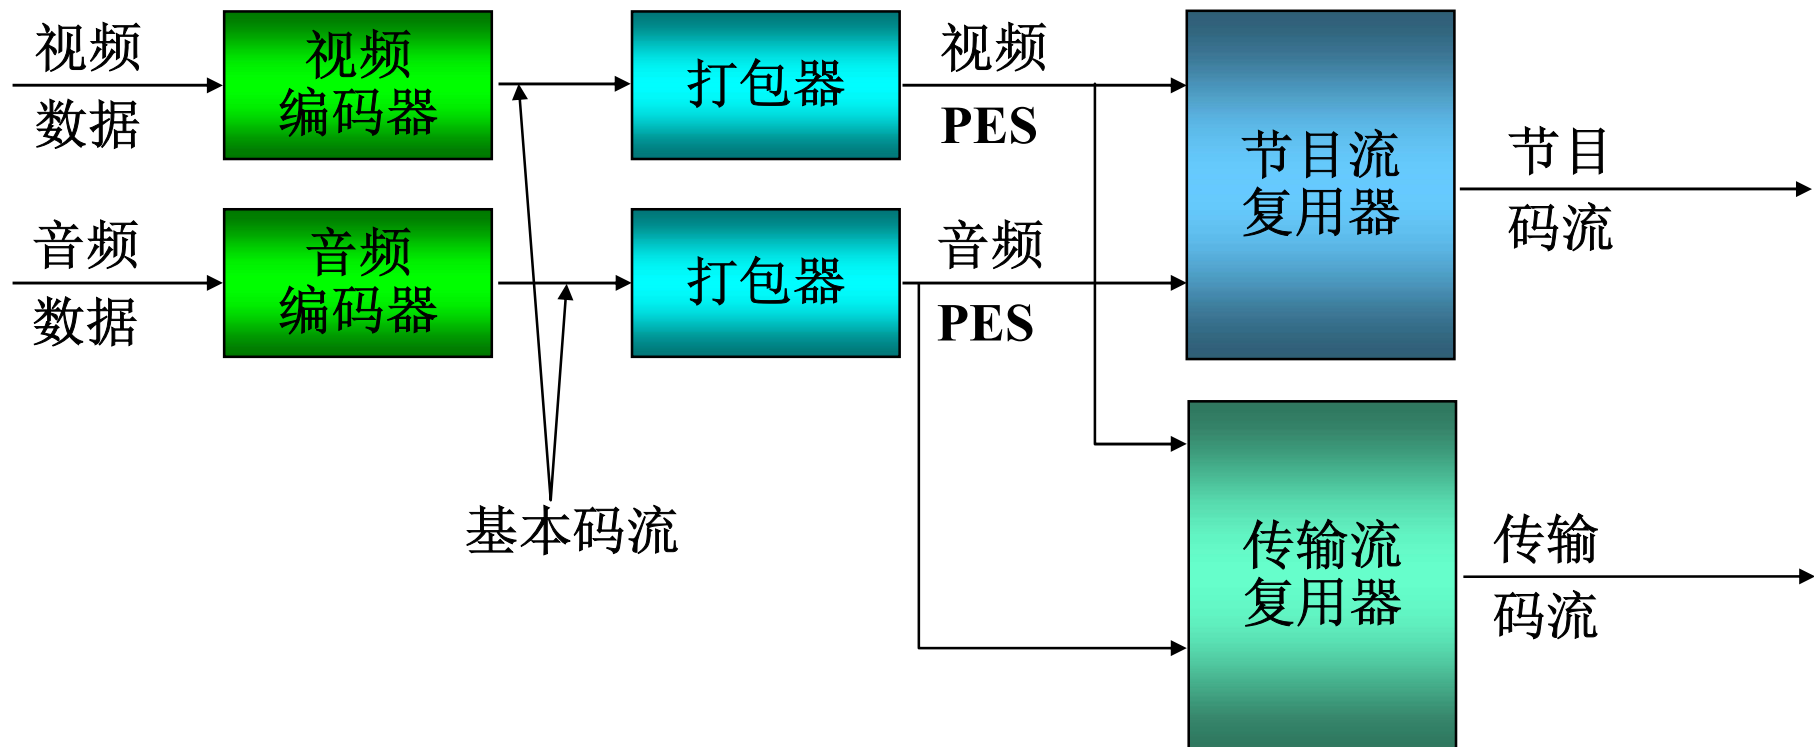 视频
数据
视频
编码器
打包器
视频
PES
音频
数据
音频
编码器
打包器
音频
PES
节目流
复用器
节目
码流
基本码流
传输流
复用器
传输
码流